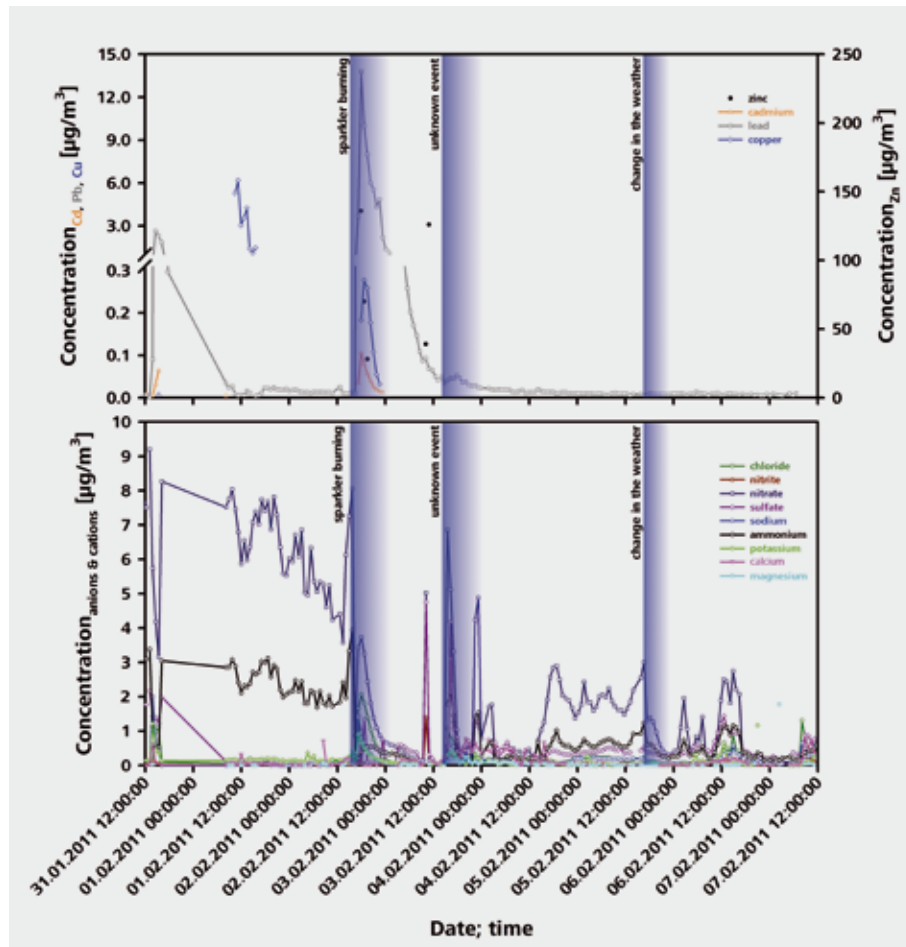 15.0
12.0
9.0
6.0
3.0
0.3
0.2
0.1
0.0
Concentration Cd, Pb, Cu [µg/m³]
250
200
150
100
50
0
Concentration Zn [µg/m³]
sparkler burning
unknown event
change in the weather
zinc
cadmium
lead
copper
10
9
8
7
6
5
4
3
2
1
0
Concentration anions & cations [µg/m³]
sparkler burning
unknown event
change in the weather
chloride
nitrite
nitrate
sulfate
sodium
ammonium
potassium
calcium
magnesium
31.01.2011 12:00:00
01.02.2011 00:00:00
01.02.2011 12:00:00
02.02.2011 00:00:00
02.02.2011 12:00:00
03.02.2011 00:00:00
03.02.2011 12:00:00
04.02.2011 00:00:00
04.02.2011 12:00:00
05.02.2011 00:00:00
05.02.2011 12:00:00
06.02.2011 00:00:00
06.02.2011 12:00:00
07.02.2011 00:00:00
07.02.2011 12:00:00
Date; time